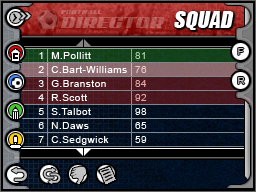 FOOTBALL
DIRECTOR
SQUAD
1 M.Pollitt 81
2 C.Bart-Williams 76
3 G.Branston 84
4 R.Scott 92
5 S.Talbot 98
6 N.Daws 65
7 C.Sedgwick 59
F
R